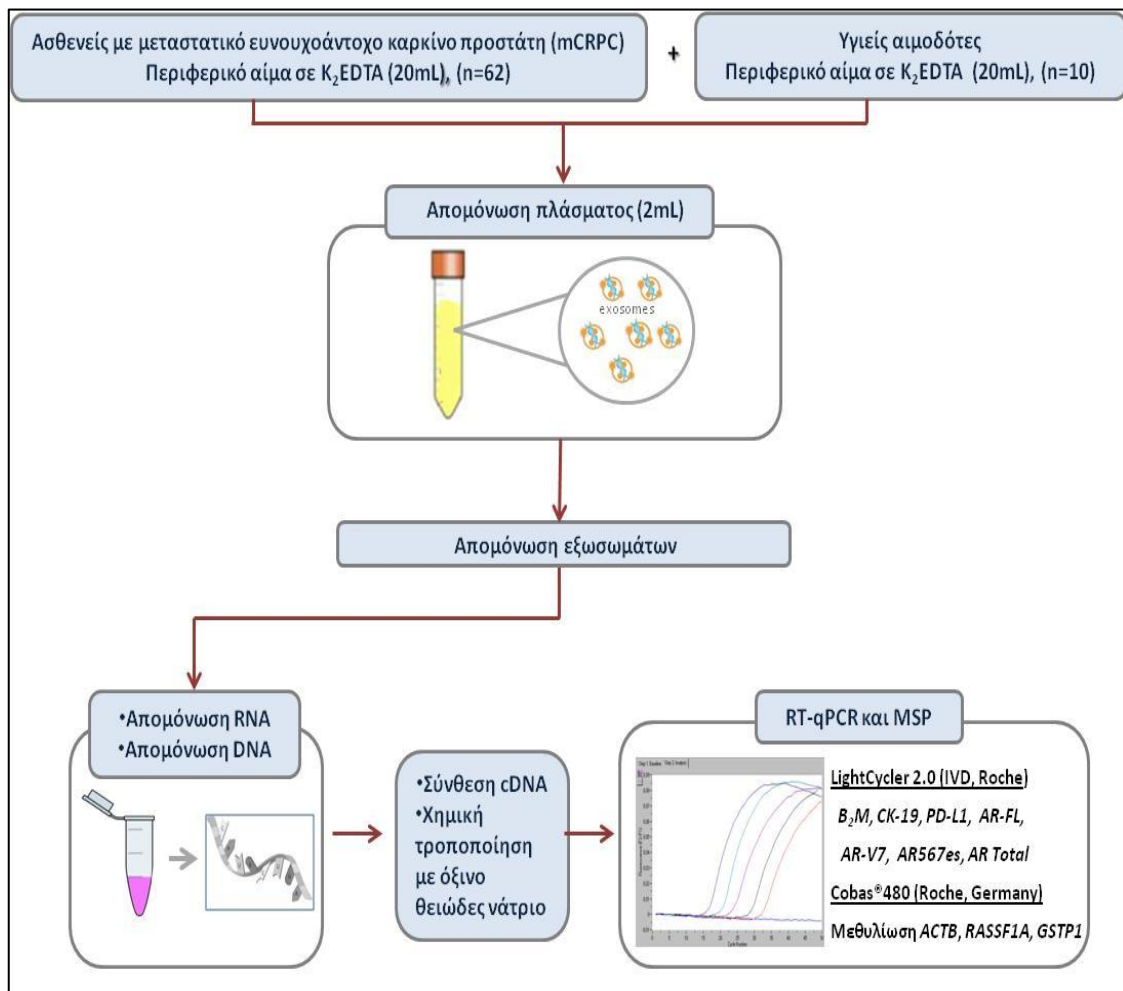 Ασθενείς με μεταστατικό ευνουχοάντοχο καρκίνο προστάτη (mCRPC)
Περιφερικό αίμα σε K₂EDTA (20mL), (n=62)
+
Υγιείς αιμοδότες
Περιφερικό αίμα σε K₂EDTA (20mL), (n=10)
Απομόνωση πλάσματος (2mL)
exosomes
Απομόνωση εξωσωμάτων
•Απομόνωση RNA
•Απομόνωση DNA
•Σύνθεση cDNA
•Χημική
τροποποίηση
με όξινο
θειώδες νάτριο
RT-qPCR και MSP
LightCycler 2.0 (IVD, Roche)
B₂M, CK-19, PD-L1, AR-FL,
AR-V7, AR567es, AR Total
Cobas®480 (Roche, Germany)
Μεθυλίωση ACTB, RASSF1A, GSTP1